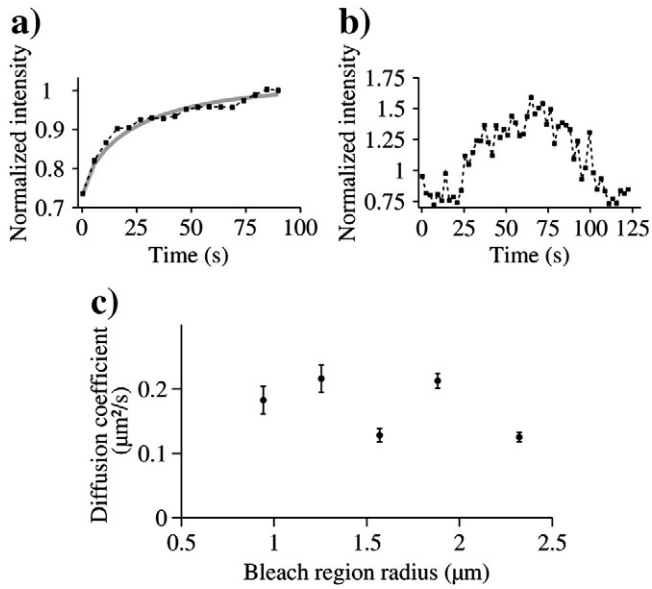 a)
Normalized intensity
1
0.9
0.8
0.7
0 25 50 75 100
Time (s)
b)
Normalized intensity
1.75
1.5
1.25
1
0.75
0 25 50 75 100 125
Time (s)
c)
Diffusion coefficient
(μm²/s)
0.2
0.1
0
0.5 1 1.5 2 2.5
Bleach region radius (μm)